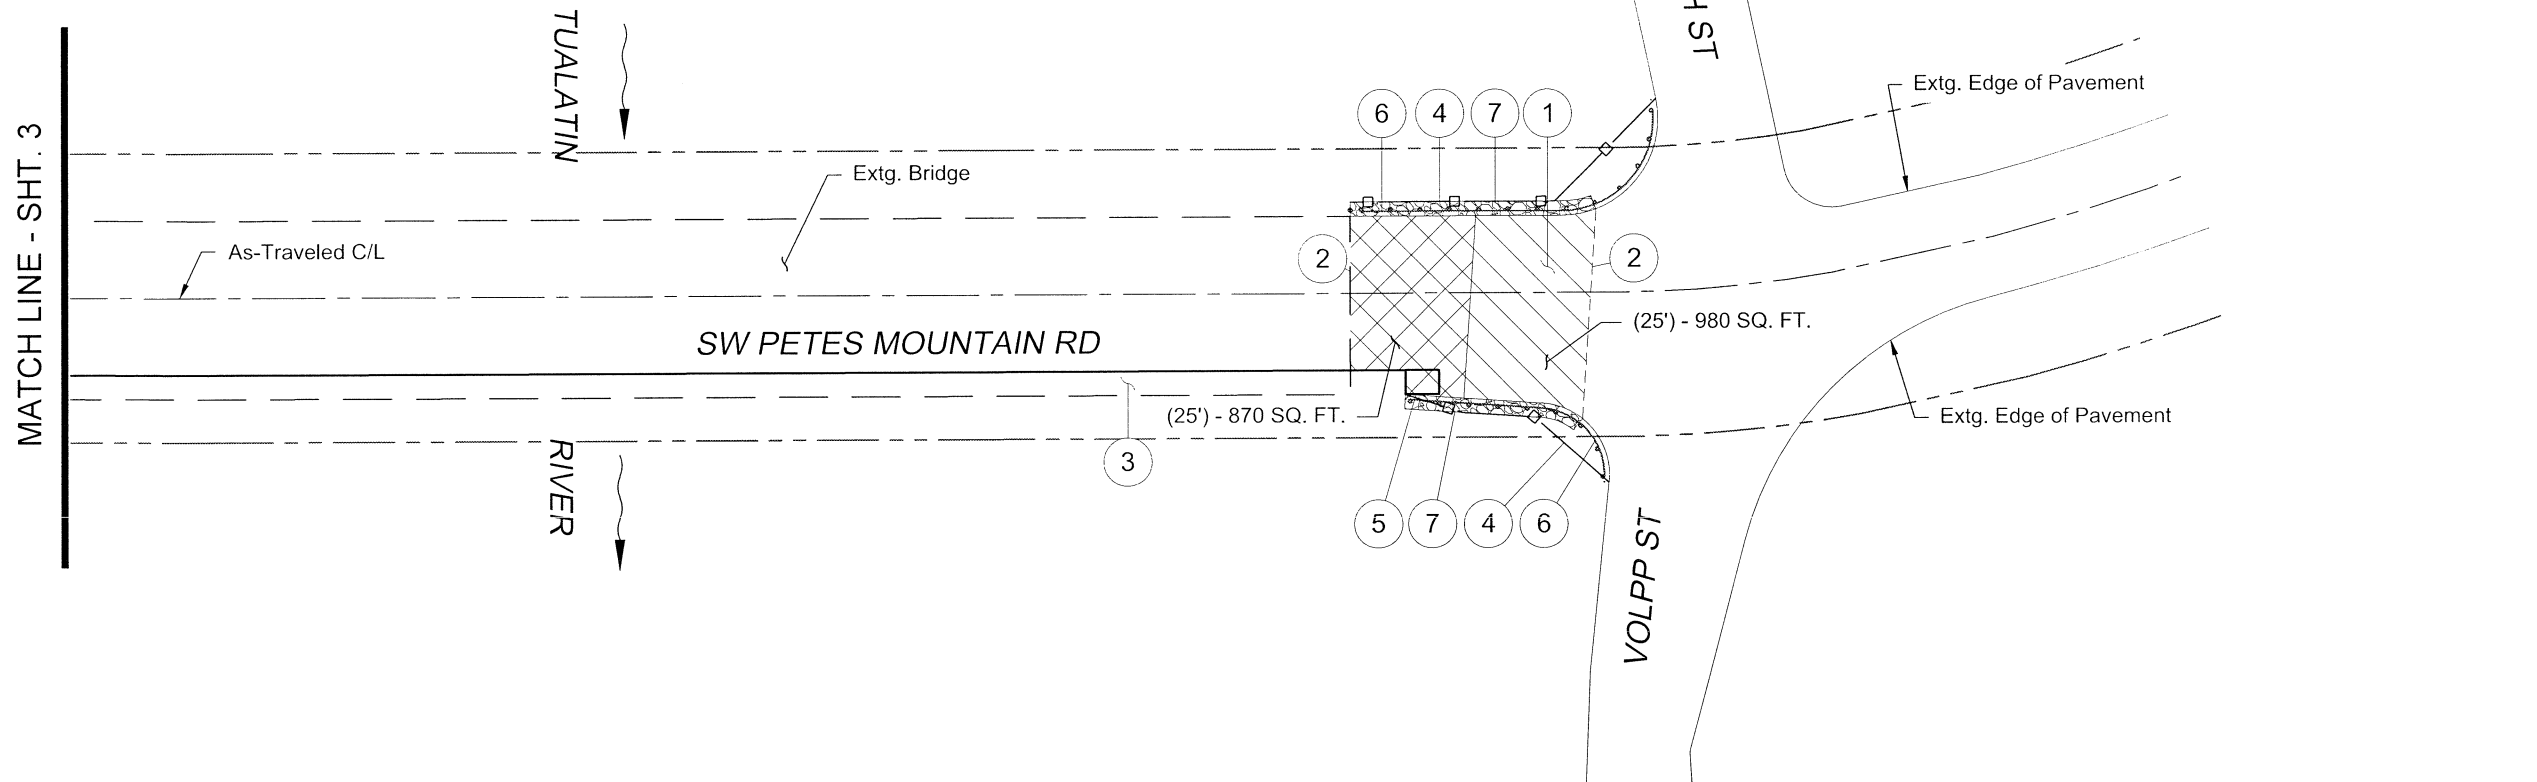 MATCH LINE - SHT. 3
TUALATIN
RIVER
As-Traveled C/L
Extg. Bridge
SW PETES MOUNTAIN RD
6 4 7 1
2
2
(25') - 980 SQ. FT.
(25') - 870 SQ. FT.
3
5 7 4 6
H ST
VOLPP ST
Extg. Edge of Pavement
Extg. Edge of Pavement